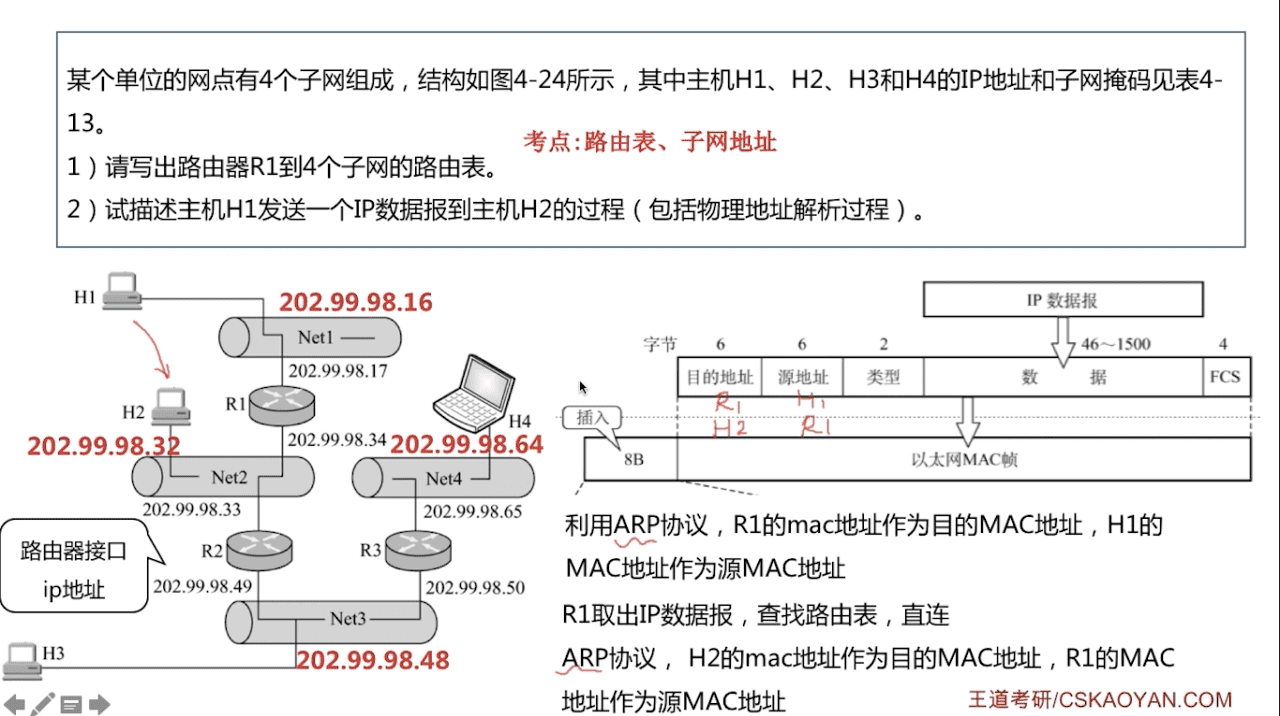 某个单位的网点有4个子网组成，结构如图4-24所示，其中主机H1、H2、H3和H4的IP地址和子网掩码见表4-
13。
考点:路由表、子网地址
1）请写出路由器R1到4个子网的路由表。
2）试描述主机H1发送一个IP数据报到主机H2的过程（包括物理地址解析过程）。
H1
202.99.98.16
Net1
202.99.98.17
R1
H2
202.99.98.32
202.99.98.34
H4
202.99.98.64
Net2
Net4
202.99.98.33
202.99.98.65
路由器接口
ip地址
R2
R3
202.99.98.49
202.99.98.50
Net3
202.99.98.48
H3
IP 数据报
字节 6 6 2 46～1500 4
目的地址 源地址 类型 数 据 FCS
R1 H1
H2 R1
插入
8B
以太网MAC帧
利用ARP协议，R1的mac地址作为目的MAC地址，H1的
MAC地址作为源MAC地址
R1取出IP数据报，查找路由表，直连
ARP协议， H2的mac地址作为目的MAC地址，R1的MAC
地址作为源MAC地址
王道考研/CSKAOYAN.COM